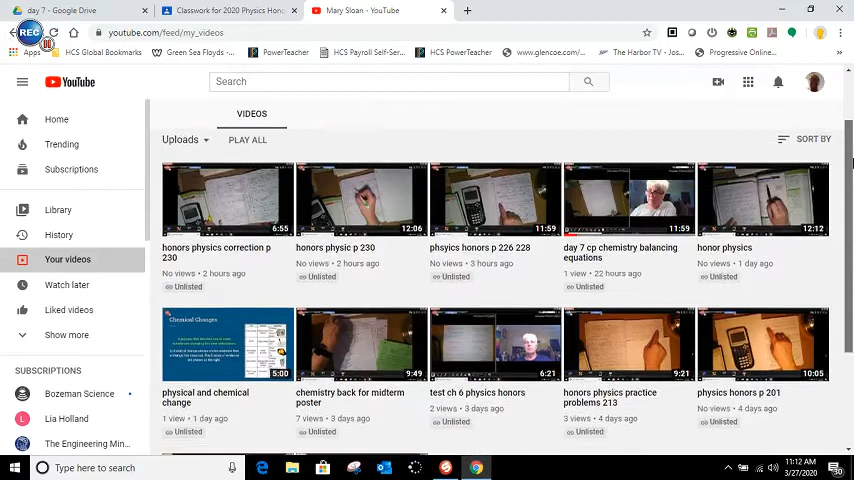 day 7 - Google Drive
Classwork for 2020 Physics Hono
Mary Sloan - YouTube
REC
youtube.com/feed/my_videos
Apps
HCS Global Bookmarks
Green Sea Floyds -...
PowerTeacher
HCS Payroll Self-Ser...
HCS PowerTeacher
www.glencoe.com/...
The Harbor TV - Jos...
Progressive Online...
YouTube
Search
VIDEOS
Uploads
PLAY ALL
SORT BY
Home
Trending
Subscriptions
Library
History
Your videos
Watch later
Liked videos
Show more
SUBSCRIPTIONS
Bozeman Science
Lia Holland
The Engineering Min...
6:55
12:06
11:59
11:59
12:12
honors physics correction p
230
No views • 2 hours ago
Unlisted
honors physic p 230
No views • 2 hours ago
Unlisted
phsyics honors p 226 228
No views • 3 hours ago
Unlisted
day 7 cp chemistry balancing
equations
1 view • 22 hours ago
Unlisted
honor physics
No views • 1 day ago
Unlisted
Chemical Changes
5:00
9:49
6:21
9:21
10:05
physical and chemical
change
1 view • 1 day ago
Unlisted
chemistry back for midterm
poster
7 views • 3 days ago
Unlisted
test ch 6 physics honors
2 views • 3 days ago
Unlisted
honors physics practice
problems 213
3 views • 4 days ago
Unlisted
physics honors p 201
No views • 4 days ago
Unlisted
Type here to search
11:12 AM
3/27/2020
30